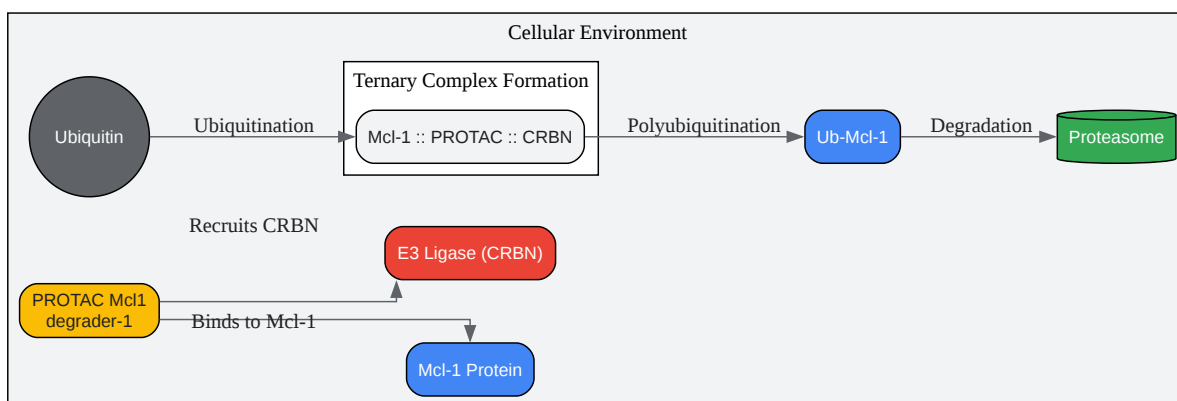 Cellular Environment
Ternary Complex Formation
Ubiquitin
Ubiquitination
Mcl-1 :: PROTAC :: CRBN
Polyubiquitination
Ub-Mcl-1
Degradation
Proteasome
Recruits CRBN
E3 Ligase (CRBN)
PROTAC Mcl1
degrader-1
Binds to Mcl-1
Mcl-1 Protein